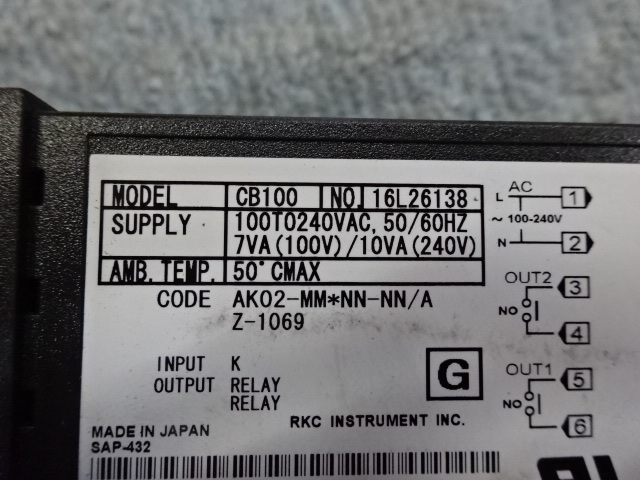 MODEL CB100 NO. 16L26138
SUPPLY 100TO240VAC, 50/60HZ
7VA(100V)/10VA(240V)
AMB. TEMP. 50°CMAX
CODE AK02-MM*NN-NN/A
Z-1069
INPUT K
OUTPUT RELAY
RELAY
G
RKC INSTRUMENT INC.
MADE IN JAPAN
SAP-432
AC
L 1
~ 100-240V
N 2
OUT2 3
NO
4
OUT1 5
NO
6